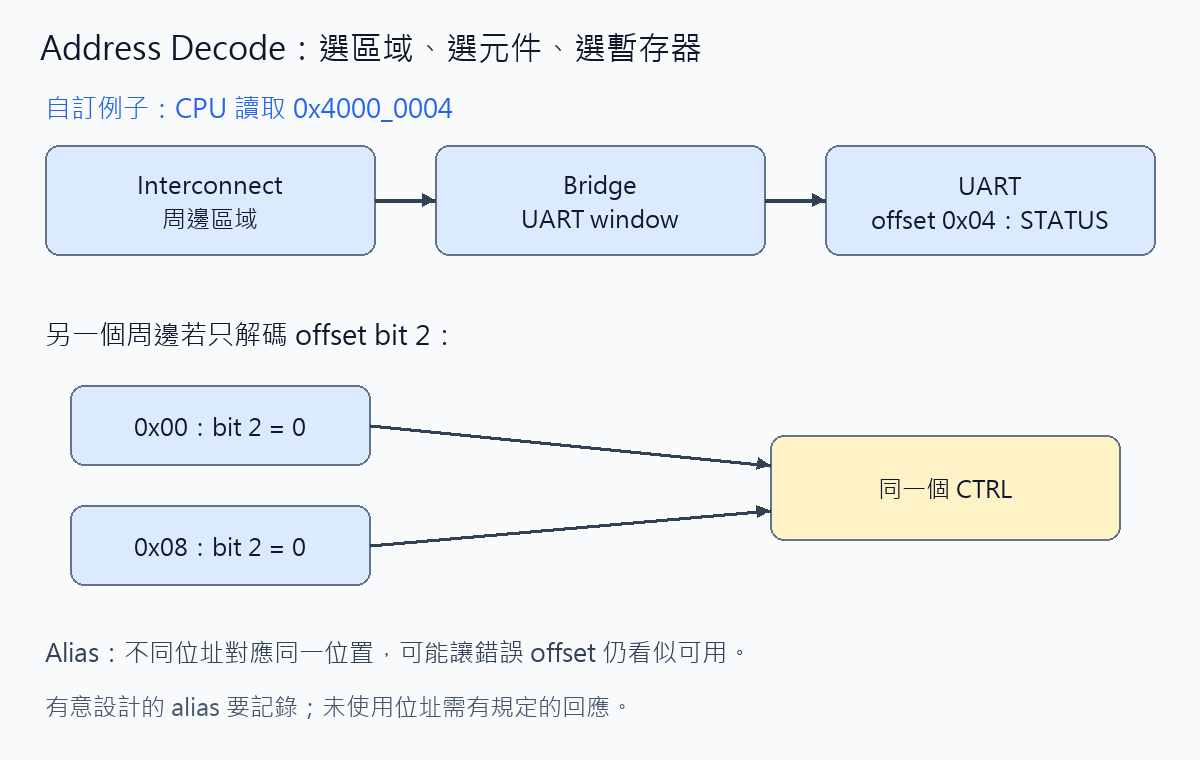 Address Decode：選區域、選元件、選暫存器
自訂例子：CPU 讀取 0x4000_0004
Interconnect
周邊區域
Bridge
UART window
UART
offset 0x04：STATUS
另一個周邊若只解碼 offset bit 2：
0x00：bit 2 = 0
同一個 CTRL
0x08：bit 2 = 0
Alias：不同位址對應同一位置，可能讓錯誤 offset 仍看似可用。
有意設計的 alias 要記錄；未使用位址需有規定的回應。